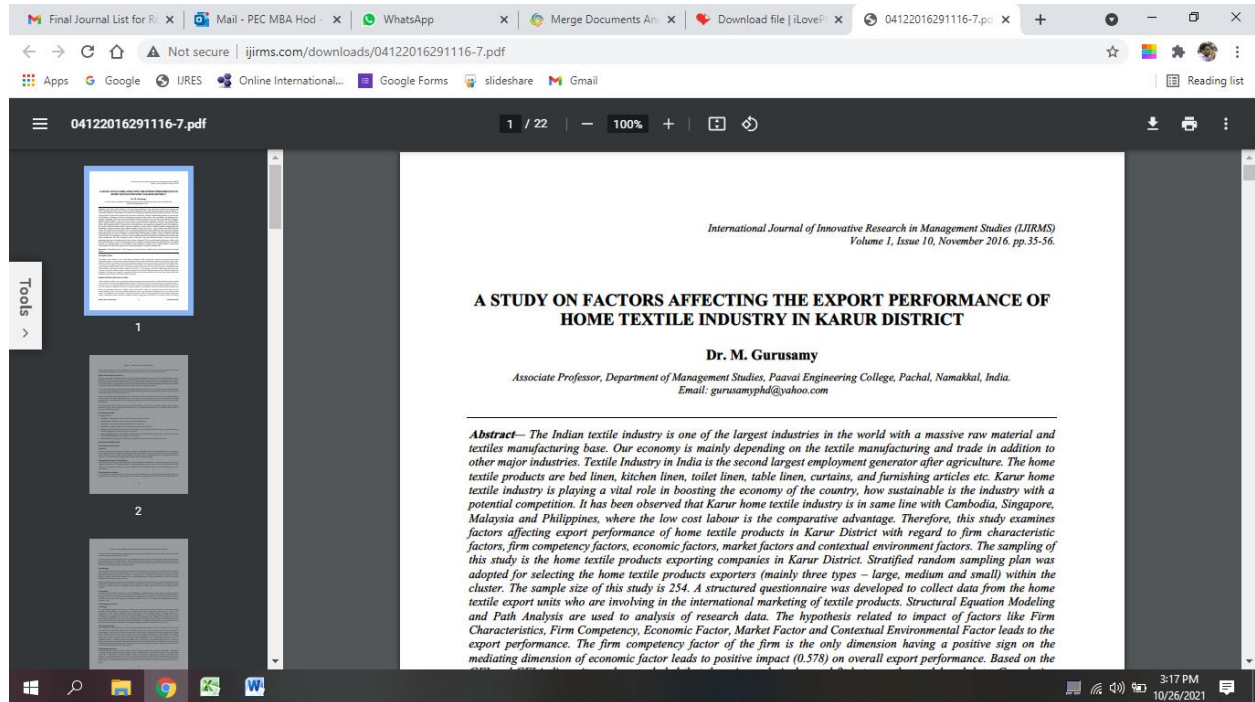 Final Journal List for R
Mail - PEC MBA Hod -
WhatsApp
Merge Documents An
Download file | iLoveP
04122016291116-7.pd
Not secure | ijirms.com/downloads/04122016291116-7.pdf
Apps Google IJRES Online International... Google Forms slideshare Gmail Reading list
04122016291116-7.pdf 1 / 22 100%
Tools
1
2
International Journal of Innovative Research in Management Studies (IJIRMS)
Volume 1, Issue 10, November 2016. pp.35-56.
A STUDY ON FACTORS AFFECTING THE EXPORT PERFORMANCE OF
HOME TEXTILE INDUSTRY IN KARUR DISTRICT
Dr. M. Gurusamy
Associate Professor, Department of Management Studies, Paavai Engineering College, Pachal, Namakkal, India.
Email: gurusamyphd@yahoo.com
Abstract— The Indian textile industry is one of the largest industries in the world with a massive raw material and
textiles manufacturing base. Our economy is mainly depending on the textile manufacturing and trade in addition to
other major industries. Textile Industry in India is the second largest employment generator after agriculture. The home
textile products are bed linen, kitchen linen, toilet linen, table linen, curtains, and furnishing articles etc. Karur home
textile industry is playing a vital role in boosting the economy of the country, how sustainable is the industry with a
potential competition. It has been observed that Karur home textile industry is in same line with Cambodia, Singapore,
Malaysia and Philippines, where the low cost labour is the comparative advantage. Therefore, this study examines
factors affecting export performance of home textile products in Karur District with regard to firm characteristic
factors, firm competency factors, economic factors, market factors and contextual environment factors. The sampling of
this study is the home textile products exporting companies in Karur District. Stratified random sampling plan was
adopted for selecting the home textile products exporters (mainly three types – large, medium and small) within the
cluster. The sample size of this study is 254. A structured questionnaire was developed to collect data from the home
textile export units who are involving in the international marketing of textile products. Structural Equation Modeling
and Path Analysis are used to analysis of research data. The hypothesis related to impact of factors like Firm
Characteristics, Firm Competency, Economic Factor, Market Factor and Contextual Environmental Factor leads to the
export performance. The firm competency factor of the firm is the only dimension having a positive sign on the
mediating dimension of economic factor leads to positive impact (0.578) on overall export performance. Based on the
3:17 PM
10/26/2021